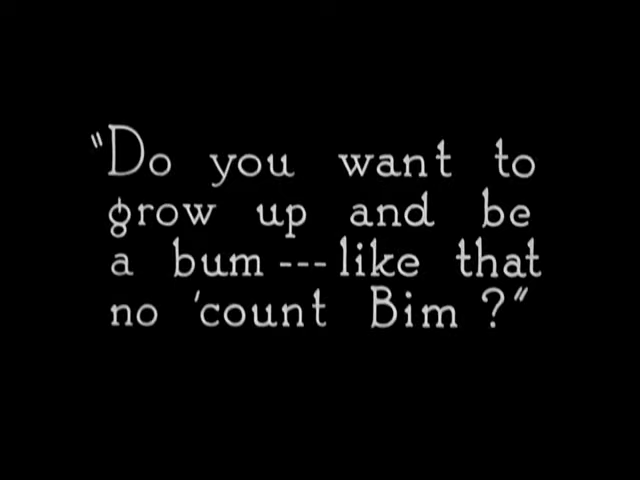 "Do you want to
grow up and be
a bum --- like that
no 'count Bim ?"